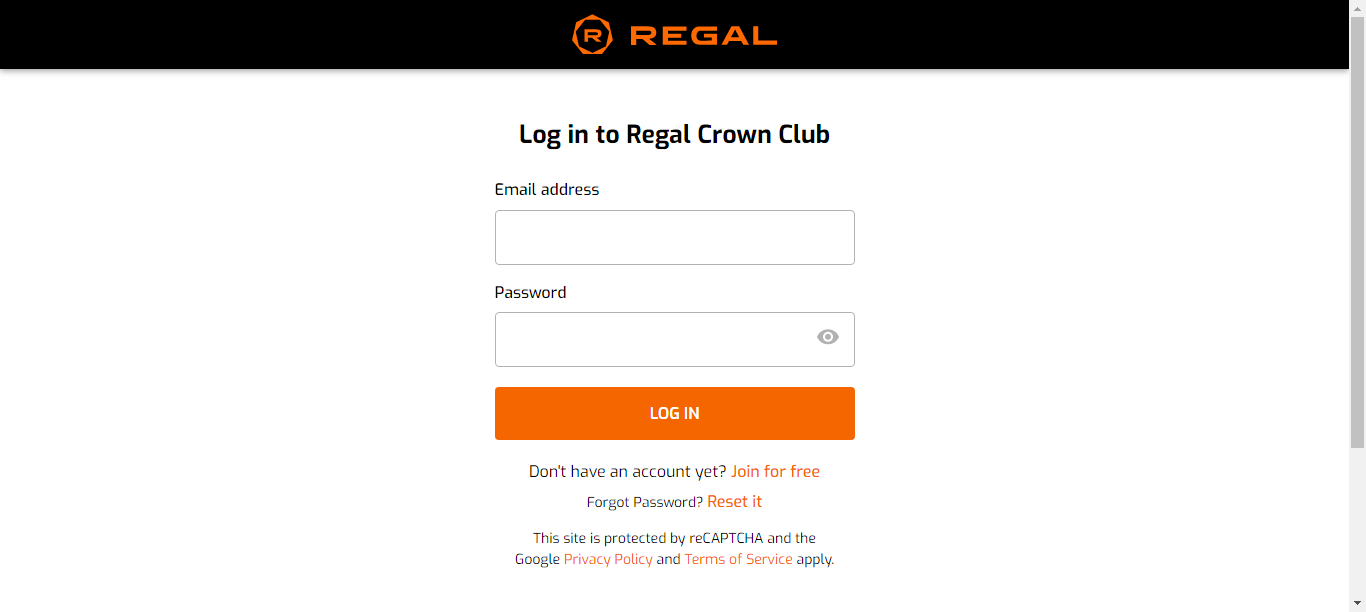 R REGAL
Log in to Regal Crown Club
Email address
Password
LOG IN
Don't have an account yet? Join for free
Forgot Password? Reset it
This site is protected by reCAPTCHA and the
Google Privacy Policy and Terms of Service apply.